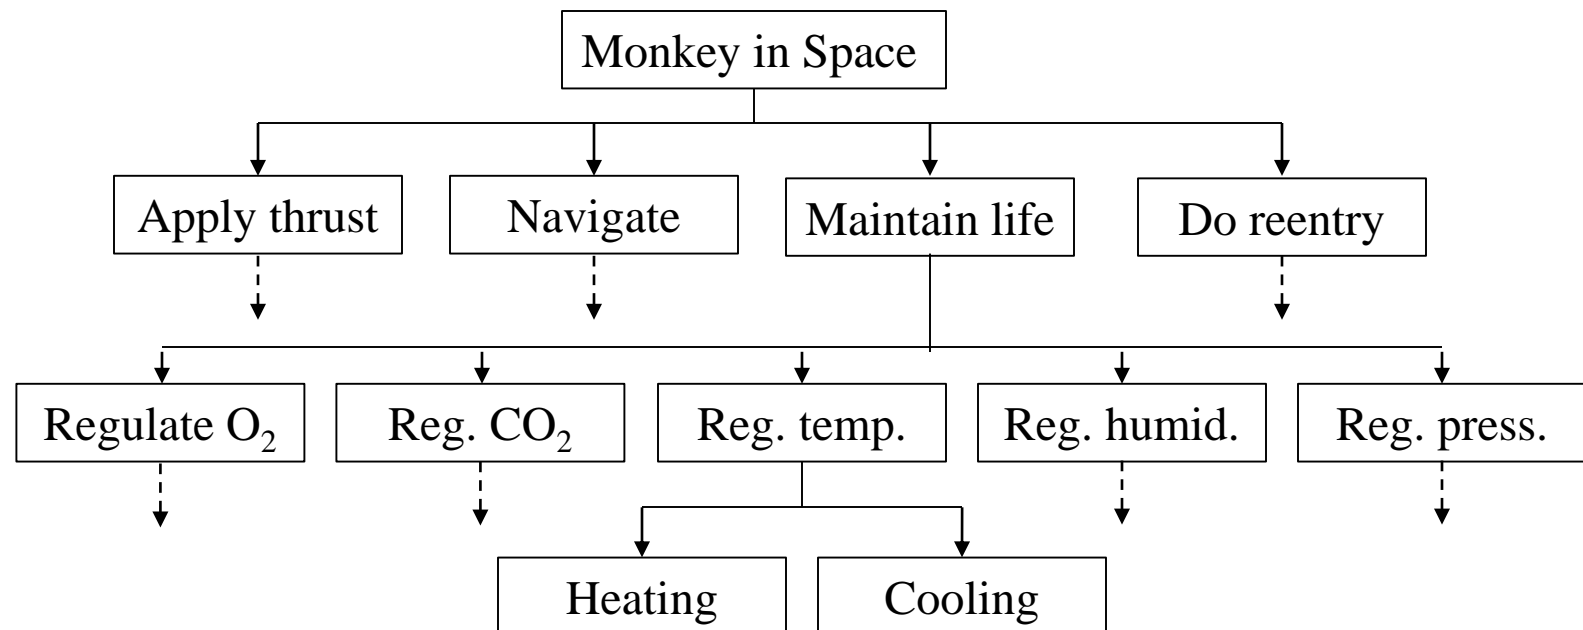 Monkey in Space
Apply thrust
Navigate
Maintain life
Do reentry
Regulate O₂
Reg. CO₂
Reg. temp.
Reg. humid.
Reg. press.
Heating
Cooling